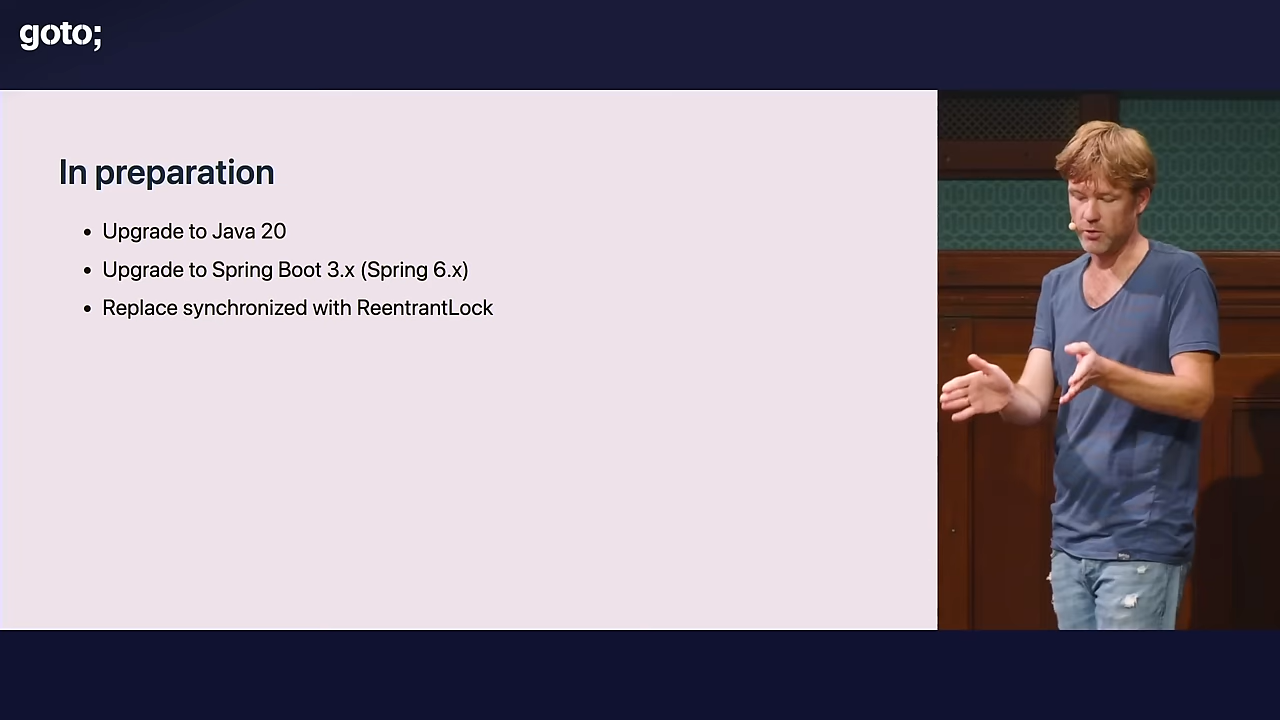 goto;
In preparation
• Upgrade to Java 20
• Upgrade to Spring Boot 3.x (Spring 6.x)
• Replace synchronized with ReentrantLock